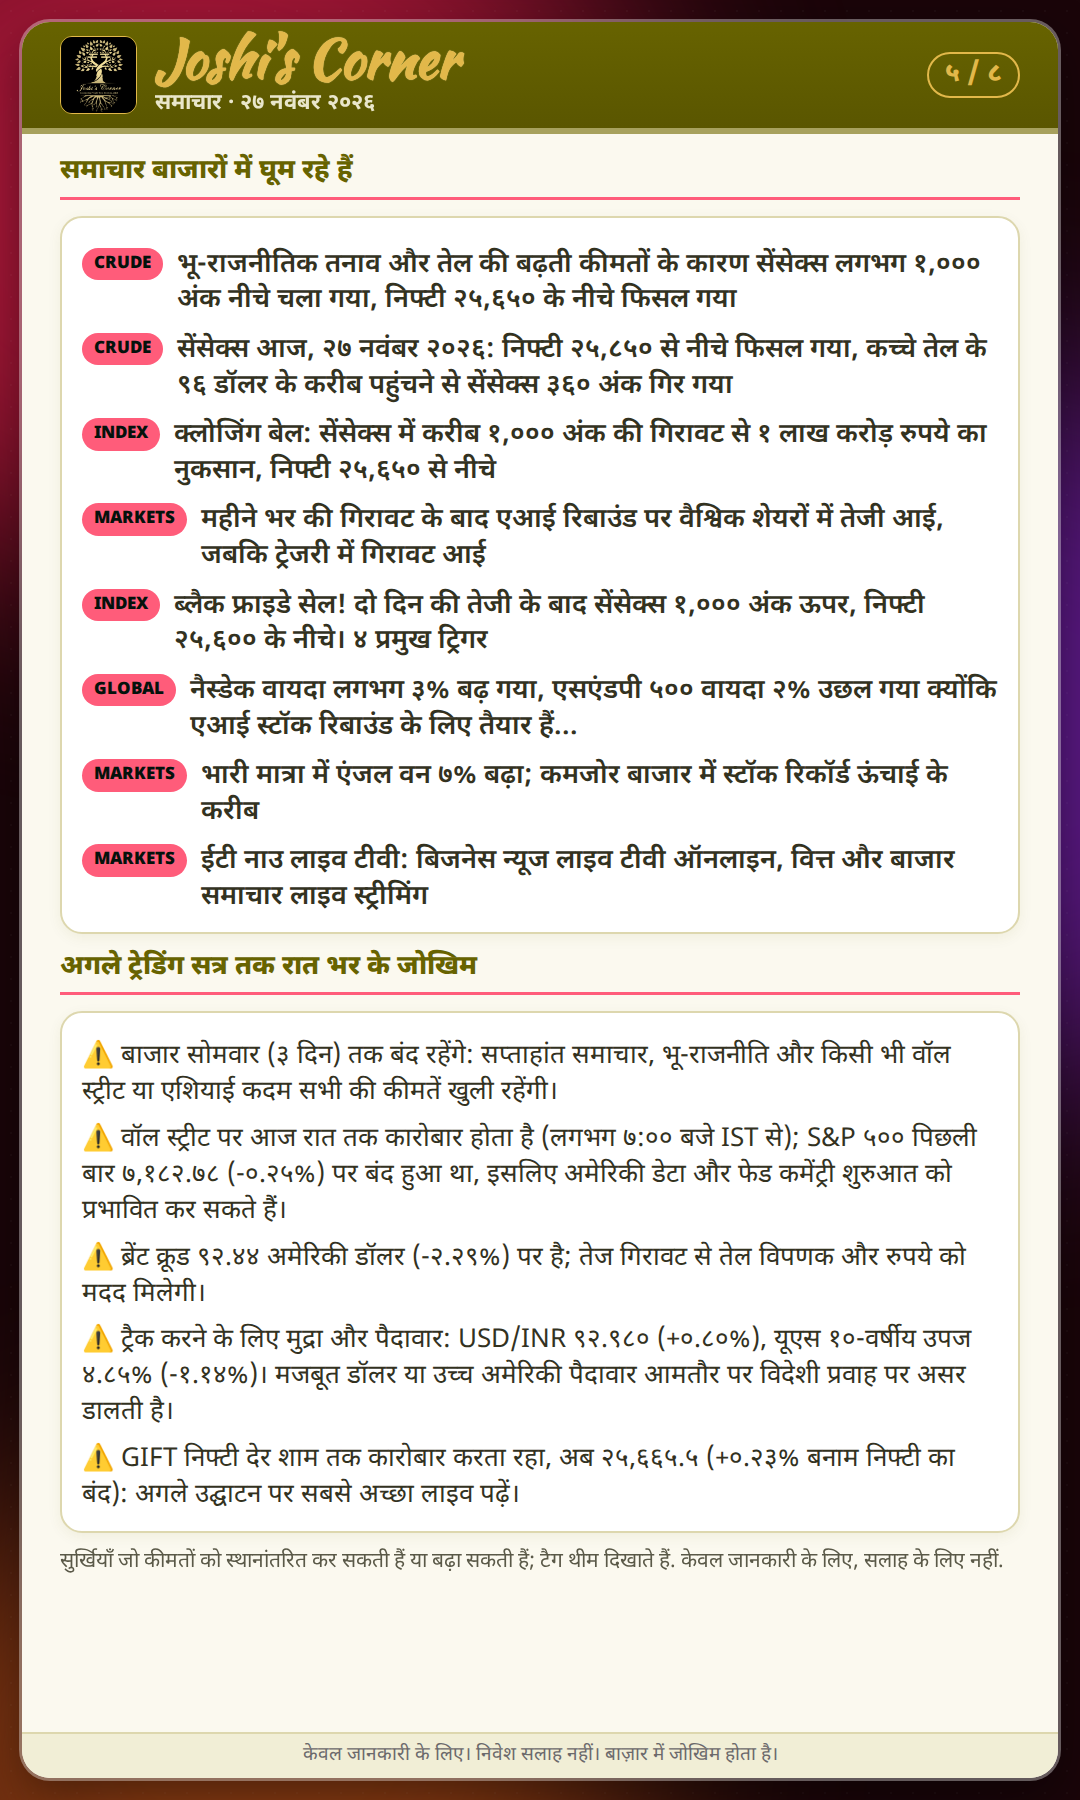 Joshi's Corner
समाचार · २७ नवंबर २०२६
५ / ८
समाचार बाजारों में घूम रहे हैं
CRUDE भू-राजनीतिक तनाव और तेल की बढ़ती कीमतों के कारण सेंसेक्स लगभग १,०००
अंक नीचे चला गया, निफ्टी २५,६५० के नीचे फिसल गया
CRUDE सेंसेक्स आज, २७ नवंबर २०२६: निफ्टी २५,८५० से नीचे फिसल गया, कच्चे तेल के
९६ डॉलर के करीब पहुंचने से सेंसेक्स ३६० अंक गिर गया
INDEX क्लोजिंग बेल: सेंसेक्स में करीब १,००० अंक की गिरावट से १ लाख करोड़ रुपये का
नुकसान, निफ्टी २५,६५० से नीचे
MARKETS महीने भर की गिरावट के बाद एआई रिबाउंड पर वैश्विक शेयरों में तेजी आई,
जबकि ट्रेजरी में गिरावट आई
INDEX ब्लैक फ्राइडे सेल! दो दिन की तेजी के बाद सेंसेक्स १,००० अंक ऊपर, निफ्टी
२५,६०० के नीचे। ४ प्रमुख ट्रिगर
GLOBAL नैस्डेक वायदा लगभग ३% बढ़ गया, एसएंडपी ५०० वायदा २% उछल गया क्योंकि
एआई स्टॉक रिबाउंड के लिए तैयार हैं...
MARKETS भारी मात्रा में एंजल वन ७% बढ़ा; कमजोर बाजार में स्टॉक रिकॉर्ड ऊंचाई के
करीब
MARKETS ईटी नाउ लाइव टीवी: बिजनेस न्यूज लाइव टीवी ऑनलाइन, वित्त और बाजार
समाचार लाइव स्ट्रीमिंग
अगले ट्रेडिंग सत्र तक रात भर के जोखिम
⚠️ बाजार सोमवार (३ दिन) तक बंद रहेंगे: सप्ताहांत समाचार, भू-राजनीति और किसी भी वॉल
स्ट्रीट या एशियाई कदम सभी की कीमतें खुली रहेंगी।
⚠️ वॉल स्ट्रीट पर आज रात तक कारोबार होता है (लगभग ७:०० बजे IST से); S&P ५०० पिछली
बार ७,१८२.७८ (-०.२५%) पर बंद हुआ था, इसलिए अमेरिकी डेटा और फेड कमेंट्री शुरुआत को
प्रभावित कर सकते हैं।
⚠️ ब्रेंट क्रूड ९२.४४ अमेरिकी डॉलर (-२.२९%) पर है; तेज गिरावट से तेल विपणक और रुपये को
मदद मिलेगी।
⚠️ ट्रैक करने के लिए मुद्रा और पैदावार: USD/INR ९२.९८० (+०.८०%), यूएस १०-वर्षीय उपज
४.८५% (-१.१४%)। मजबूत डॉलर या उच्च अमेरिकी पैदावार आमतौर पर विदेशी प्रवाह पर असर
डालती है।
⚠️ GIFT निफ्टी देर शाम तक कारोबार करता रहा, अब २५,६६५.५ (+०.२३% बनाम निफ्टी का
बंद): अगले उद्घाटन पर सबसे अच्छा लाइव पढ़ें।
सुर्खियाँ जो कीमतों को स्थानांतरित कर सकती हैं या बढ़ा सकती हैं; टैग थीम दिखाते हैं. केवल जानकारी के लिए, सलाह के लिए नहीं.
केवल जानकारी के लिए। निवेश सलाह नहीं। बाज़ार में जोखिम होता है।